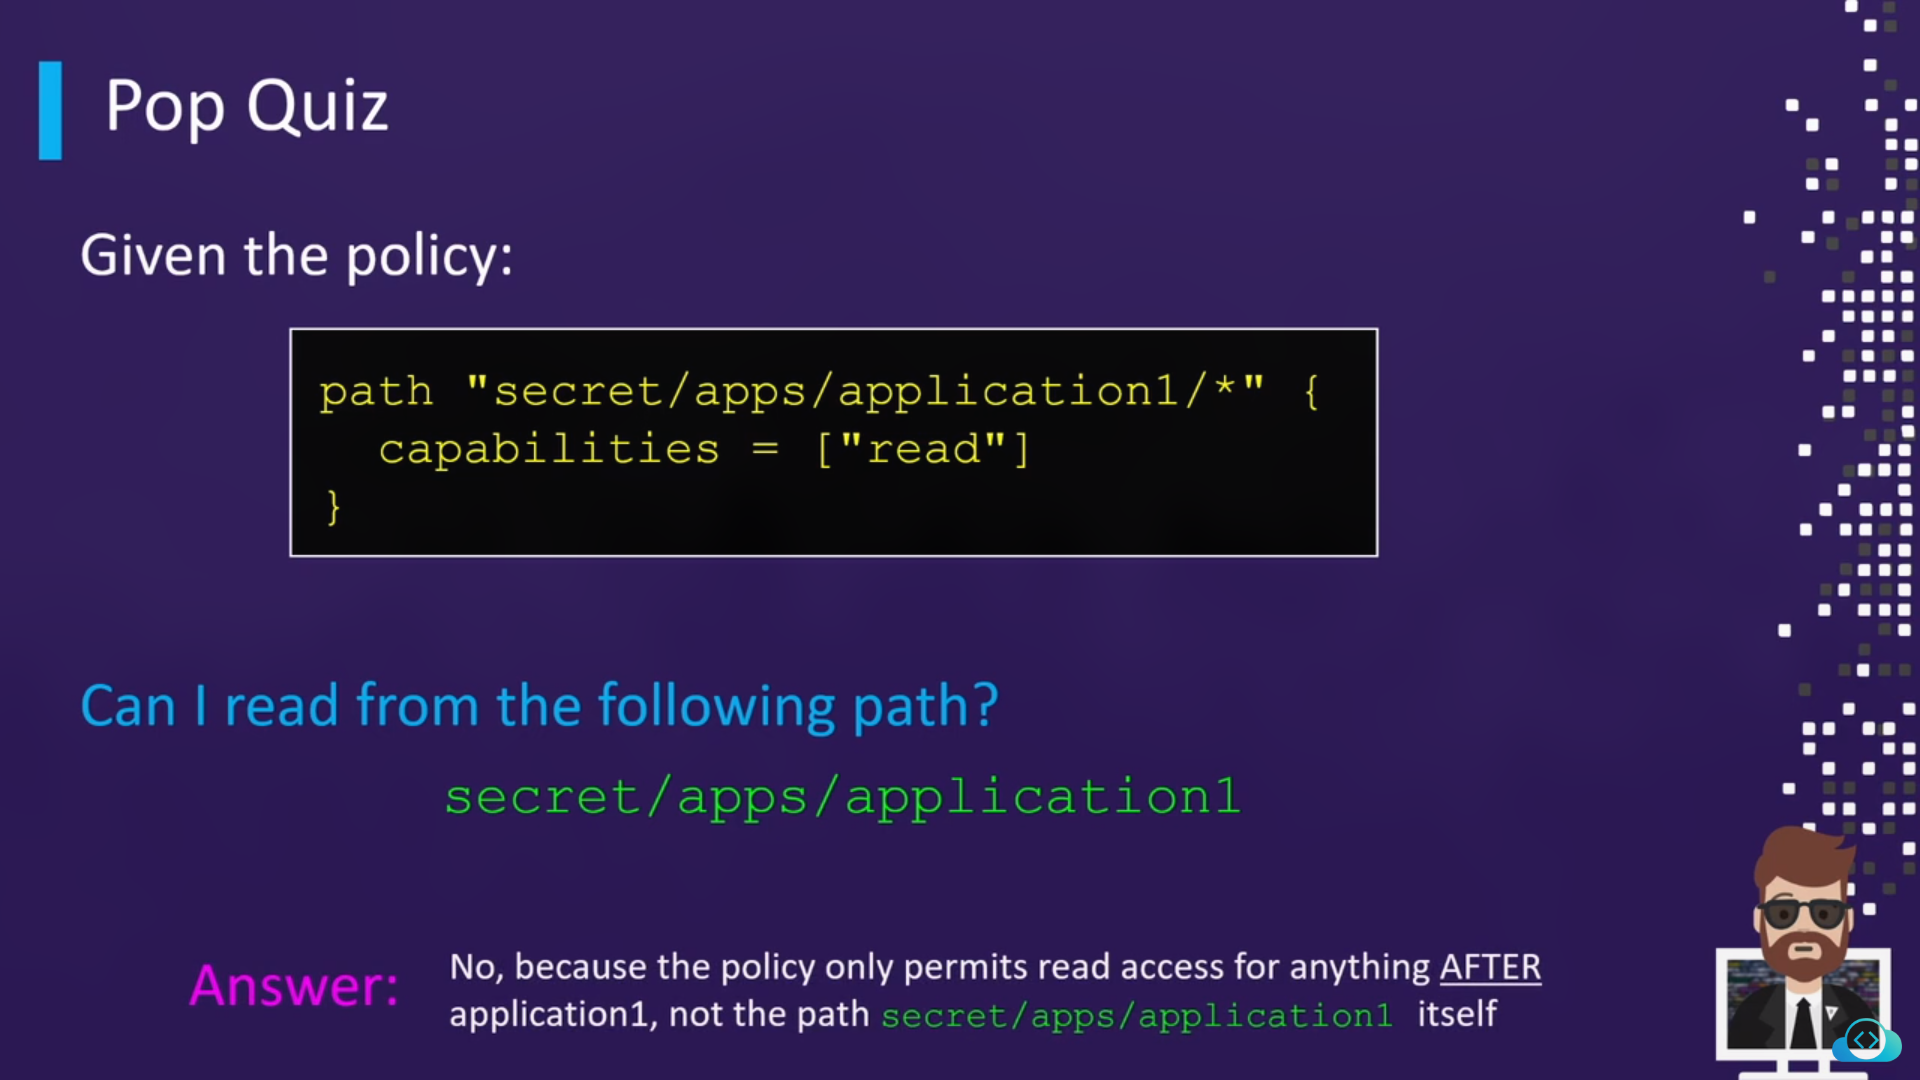 Pop Quiz
Given the policy:
path "secret/apps/application1/*" {
  capabilities = ["read"]
}
Can I read from the following path?
secret/apps/application1
Answer:
No, because the policy only permits read access for anything AFTER
application1, not the path secret/apps/application1 itself